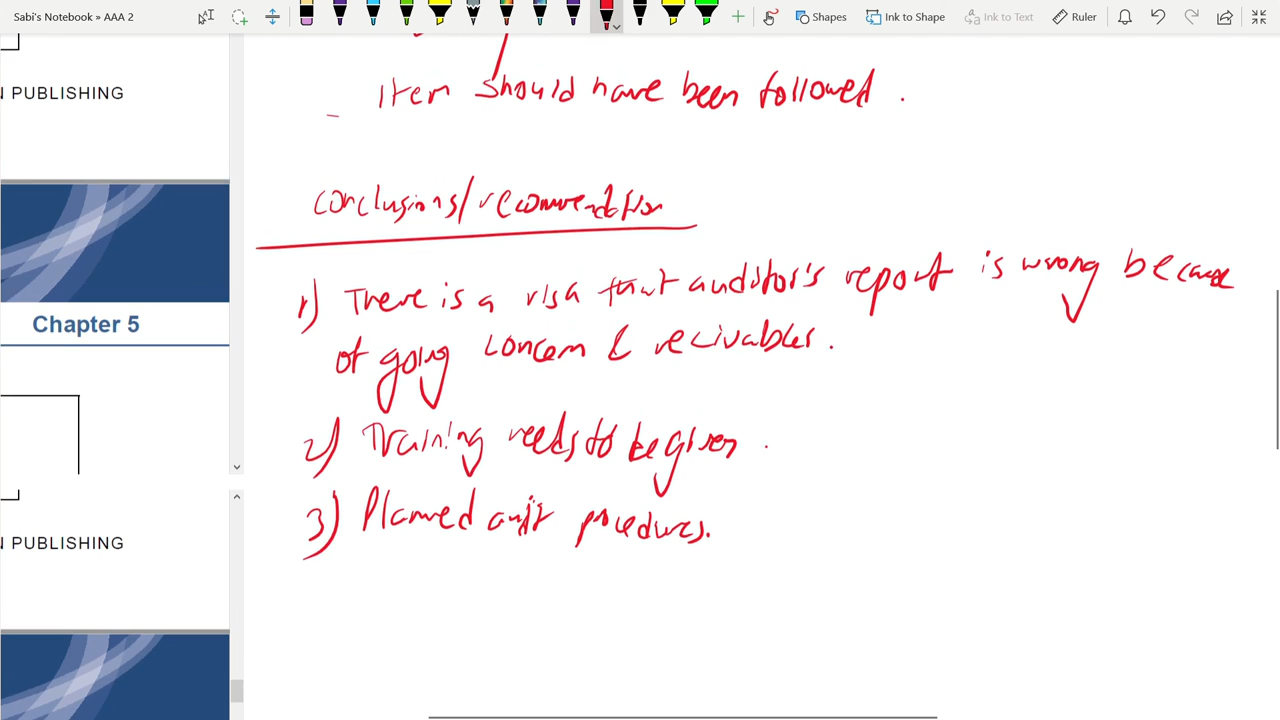 Sabi's Notebook » AAA 2
Shapes
Ink to Shape
Ink to Text
Ruler
N PUBLISHING
Item should have been followed .
Conclusions/recommendation
Chapter 5
1) There is a risk that auditor's report is wrong because
of going concern & receivables .
2) Training needs to be given .
3) Planned audit procedures.
N PUBLISHING